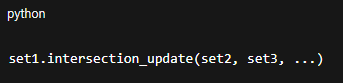 python
set1.intersection_update(set2, set3, ...)